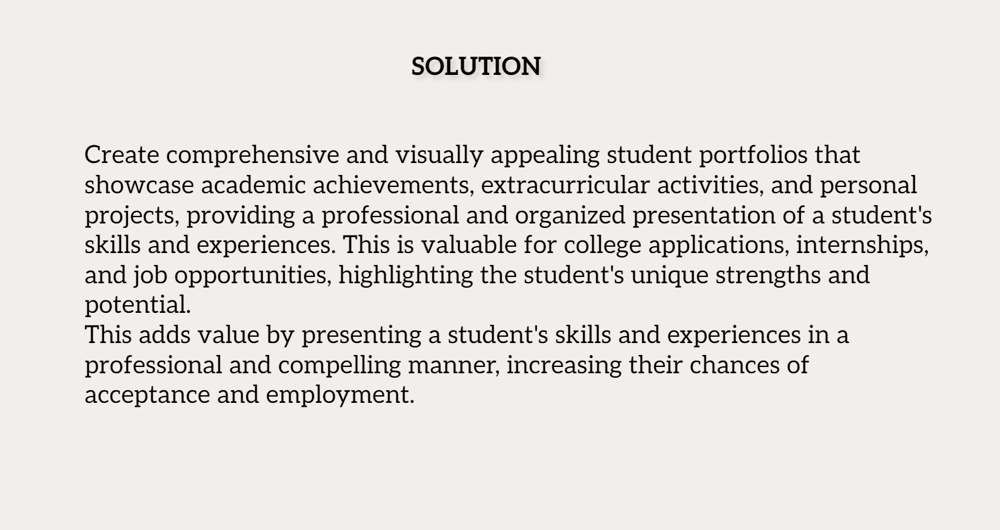 SOLUTION
Create comprehensive and visually appealing student portfolios that
showcase academic achievements, extracurricular activities, and personal
projects, providing a professional and organized presentation of a student's
skills and experiences. This is valuable for college applications, internships,
and job opportunities, highlighting the student's unique strengths and
potential.
This adds value by presenting a student's skills and experiences in a
professional and compelling manner, increasing their chances of
acceptance and employment.